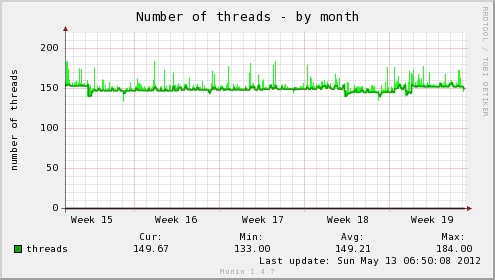 Number of threads - by month
RRDTOOL / TOBI OETIKER
number of threads
200
150
100
50
0
Week 15 Week 16 Week 17 Week 18 Week 19
Cur: Min: Avg: Max:
threads 149.67 133.00 149.21 184.00
Last update: Sun May 13 06:50:08 2012
Munin 1.4.7